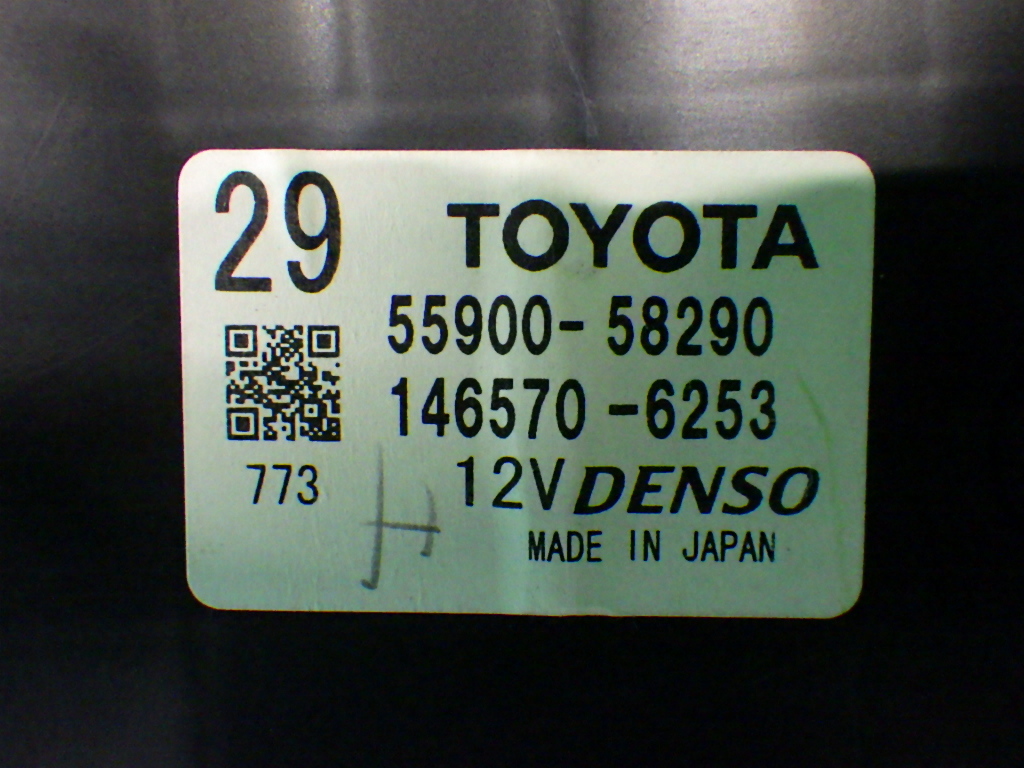 29
TOYOTA
55900-58290
146570-6253
773
12V DENSO
MADE IN JAPAN